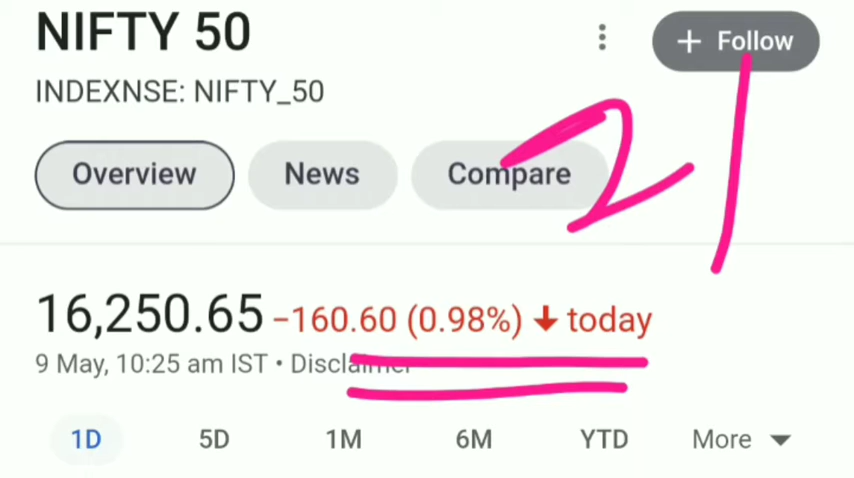 NIFTY 50
+ Follow
INDEXNSE: NIFTY_50
Overview News Compare
21
16,250.65 -160.60 (0.98%) ↓ today
9 May, 10:25 am IST • Disclaimer
1D 5D 1M 6M YTD More